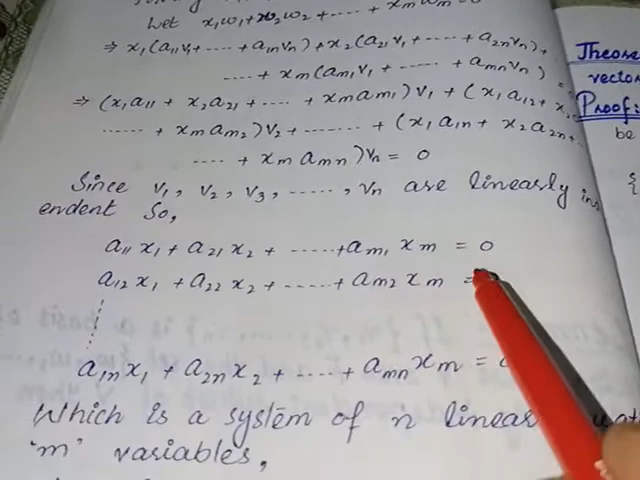 Let x₁w₁ + x₂w₂ + ····· + xₘwₘ = 0
⇒ x₁(a₁₁v₁ + ····· + a₁ₙvₙ) + x₂(a₂₁v₁ + ····· + a₂ₙvₙ) +
····· + xₘ(aₘ₁v₁ + ····· + aₘₙvₙ) =
⇒ (x₁a₁₁ + x₂a₂₁ + ····· + xₘaₘ₁)v₁ + (x₁a₁₂ + x₂
····· + xₘaₘ₂)v₂ + ······· + (x₁a₁ₙ + x₂a₂ₙ + ··
····· + xₘaₘₙ)vₙ = 0
Since v₁, v₂, v₃, ······, vₙ are linearly
endent So,
a₁₁x₁ + a₂₁x₂ + ····· + aₘ₁xₘ = 0
a₁₂x₁ + a₂₂x₂ + ····· + aₘ₂xₘ =
a₁ₙx₁ + a₂ₙx₂ + ····· + aₘₙxₘ =
Which is a system of n linear
'm' variables,
Theore
vector
Proof:
be
{